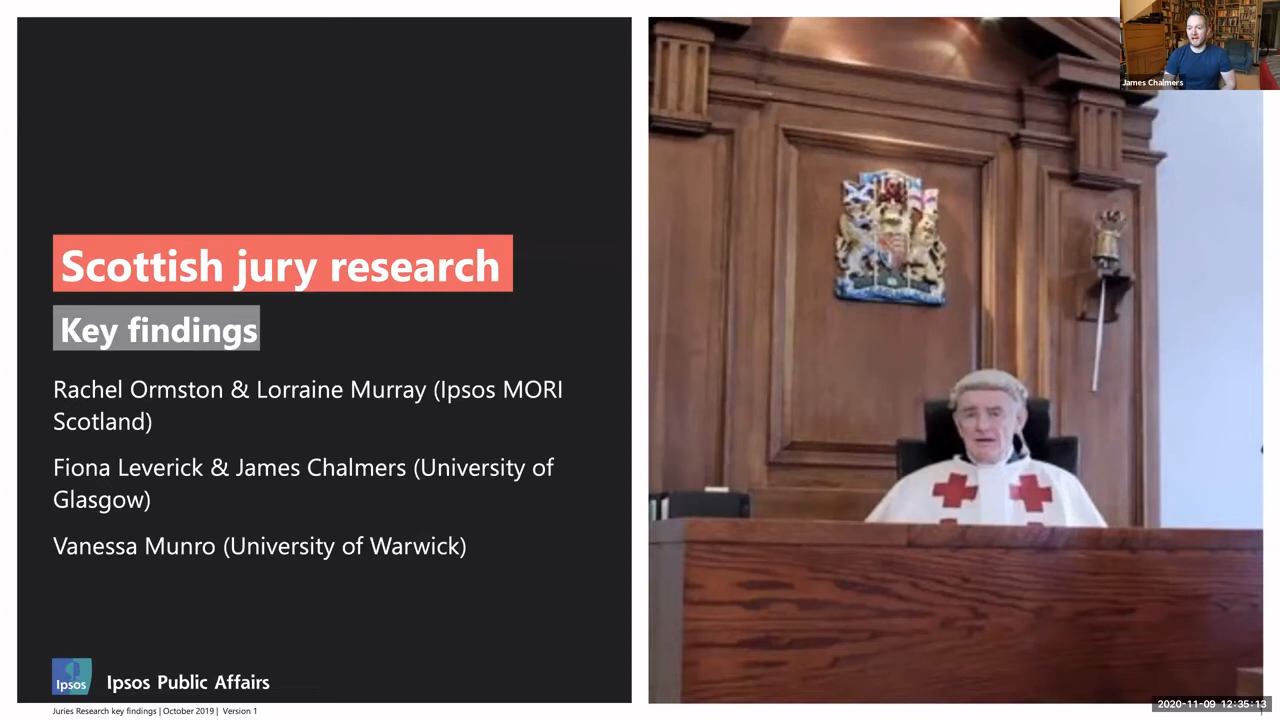 James Chalmers
Scottish jury research
Key findings
Rachel Ormston & Lorraine Murray (Ipsos MORI
Scotland)
Fiona Leverick & James Chalmers (University of
Glasgow)
Vanessa Munro (University of Warwick)
Ipsos
Ipsos Public Affairs
Juries Research key findings | October 2019 | Version 1
2020-11-09 12:35:13